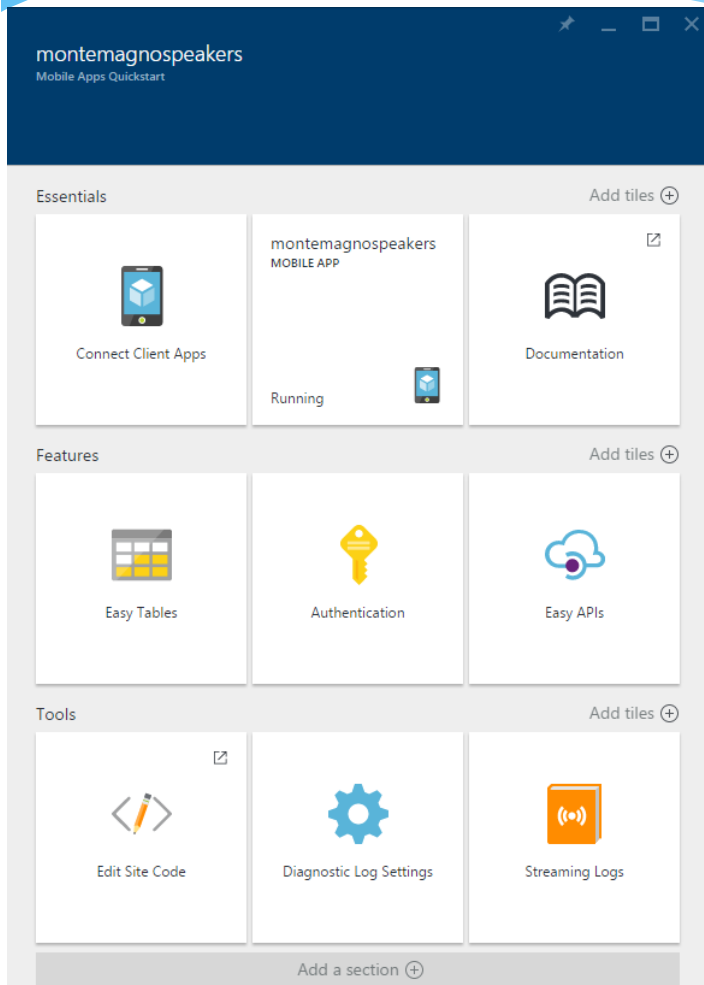 montemagnospeakers
Mobile Apps Quickstart
Essentials
Add tiles
Connect Client Apps
montemagnospeakers
MOBILE APP
Running
Documentation
Features
Add tiles
Easy Tables
Authentication
Easy APIs
Tools
Add tiles
Edit Site Code
Diagnostic Log Settings
Streaming Logs
Add a section